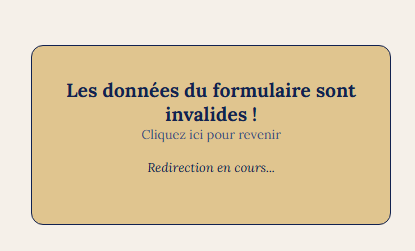 Les données du formulaire sont
invalides !
Cliquez ici pour revenir
Redirection en cours...